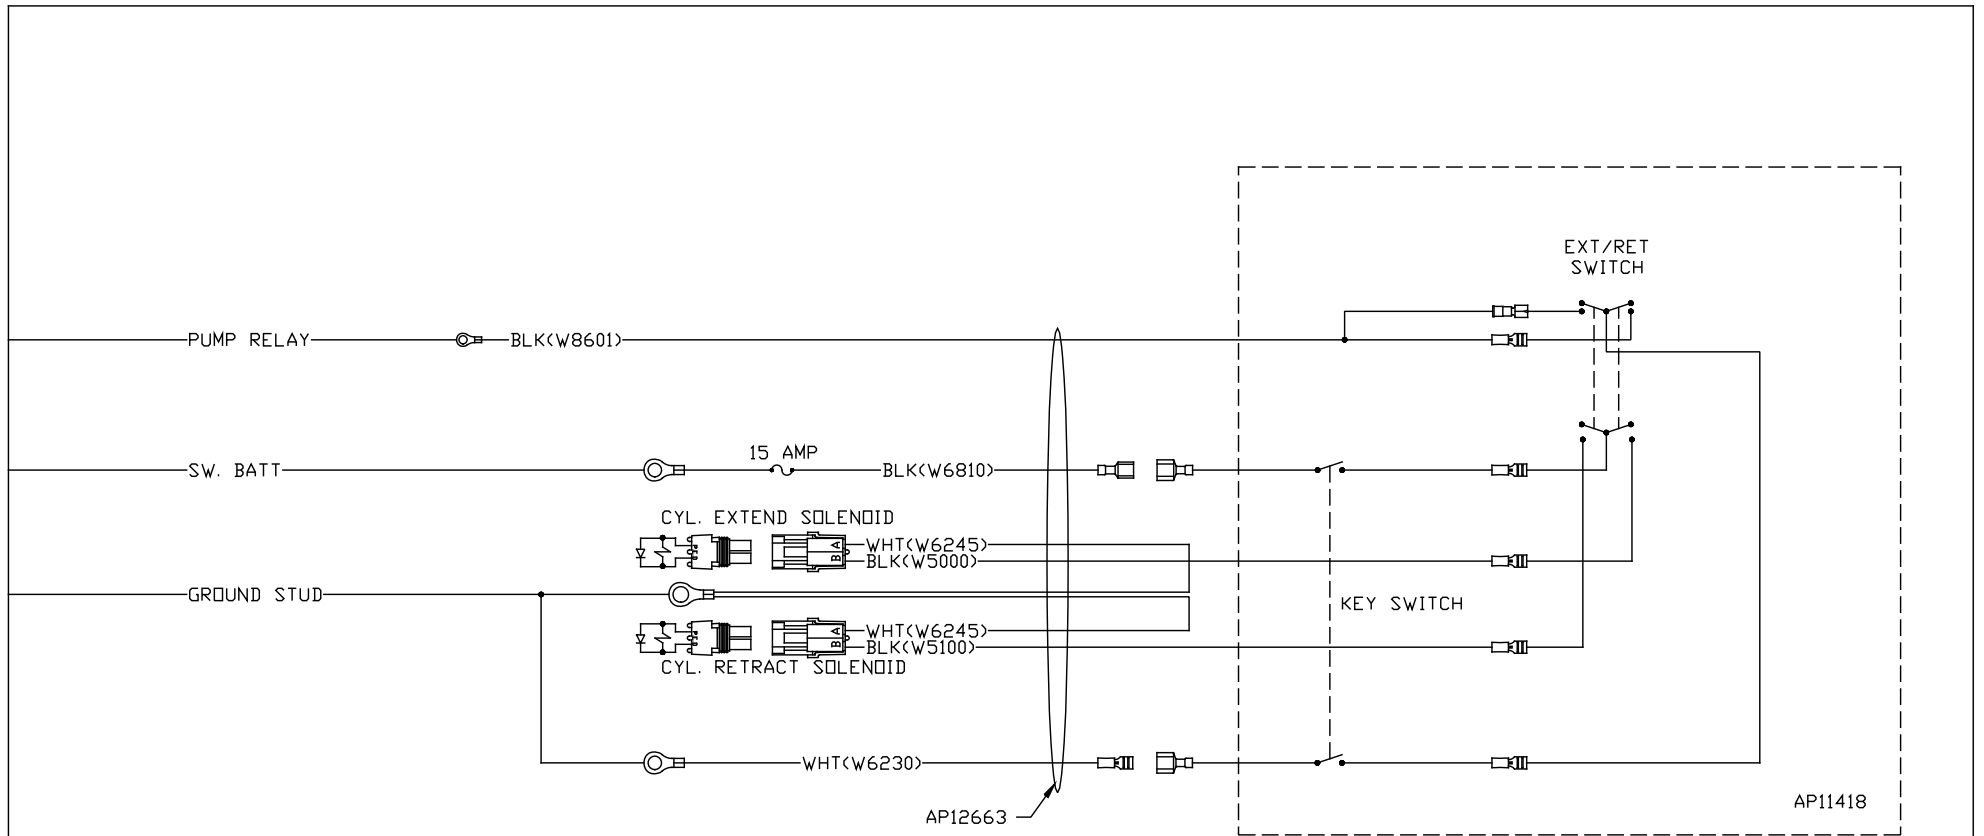 EXT/RET
SWITCH
PUMP RELAY
BLK(W8601)
15 AMP
SW. BATT
BLK(W6810)
CYL. EXTEND SOLENOID
A
WHT(W6245)
B
BLK(W5000)
GROUND STUD
KEY SWITCH
A
WHT(W6245)
B
BLK(W5100)
CYL. RETRACT SOLENOID
WHT(W6230)
AP11418
AP12663